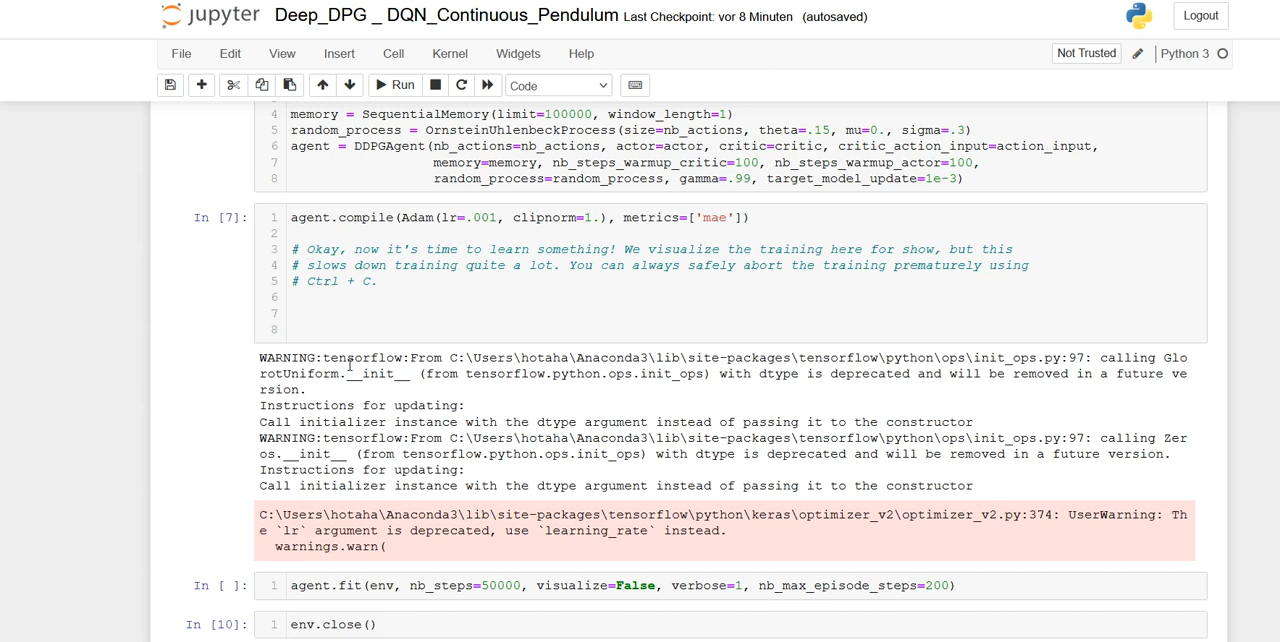 jupyter Deep_DPG _ DQN_Continuous_Pendulum Last Checkpoint: vor 8 Minuten (autosaved) Logout
File Edit View Insert Cell Kernel Widgets Help Not Trusted Python 3
Run Code
4 memory = SequentialMemory(limit=100000, window_length=1)
5 random_process = OrnsteinUhlenbeckProcess(size=nb_actions, theta=.15, mu=0., sigma=.3)
6 agent = DDPGAgent(nb_actions=nb_actions, actor=actor, critic=critic, critic_action_input=action_input,
7 memory=memory, nb_steps_warmup_critic=100, nb_steps_warmup_actor=100,
8 random_process=random_process, gamma=.99, target_model_update=1e-3)
In [7]: 1 agent.compile(Adam(lr=.001, clipnorm=1.), metrics=['mae'])
2
3 # Okay, now it's time to learn something! We visualize the training here for show, but this
4 # slows down training quite a lot. You can always safely abort the training prematurely using
5 # Ctrl + C.
6
7
8
WARNING:tensorflow:From C:\Users\hotaha\Anaconda3\lib\site-packages\tensorflow\python\ops\init_ops.py:97: calling Glo
rotUniform.__init__ (from tensorflow.python.ops.init_ops) with dtype is deprecated and will be removed in a future ve
rsion.
Instructions for updating:
Call initializer instance with the dtype argument instead of passing it to the constructor
WARNING:tensorflow:From C:\Users\hotaha\Anaconda3\lib\site-packages\tensorflow\python\ops\init_ops.py:97: calling Zer
os.__init__ (from tensorflow.python.ops.init_ops) with dtype is deprecated and will be removed in a future version.
Instructions for updating:
Call initializer instance with the dtype argument instead of passing it to the constructor
C:\Users\hotaha\Anaconda3\lib\site-packages\tensorflow\python\keras\optimizer_v2\optimizer_v2.py:374: UserWarning: Th
e `lr` argument is deprecated, use `learning_rate` instead.
warnings.warn(
In [ ]: 1 agent.fit(env, nb_steps=50000, visualize=False, verbose=1, nb_max_episode_steps=200)
In [10]: 1 env.close()